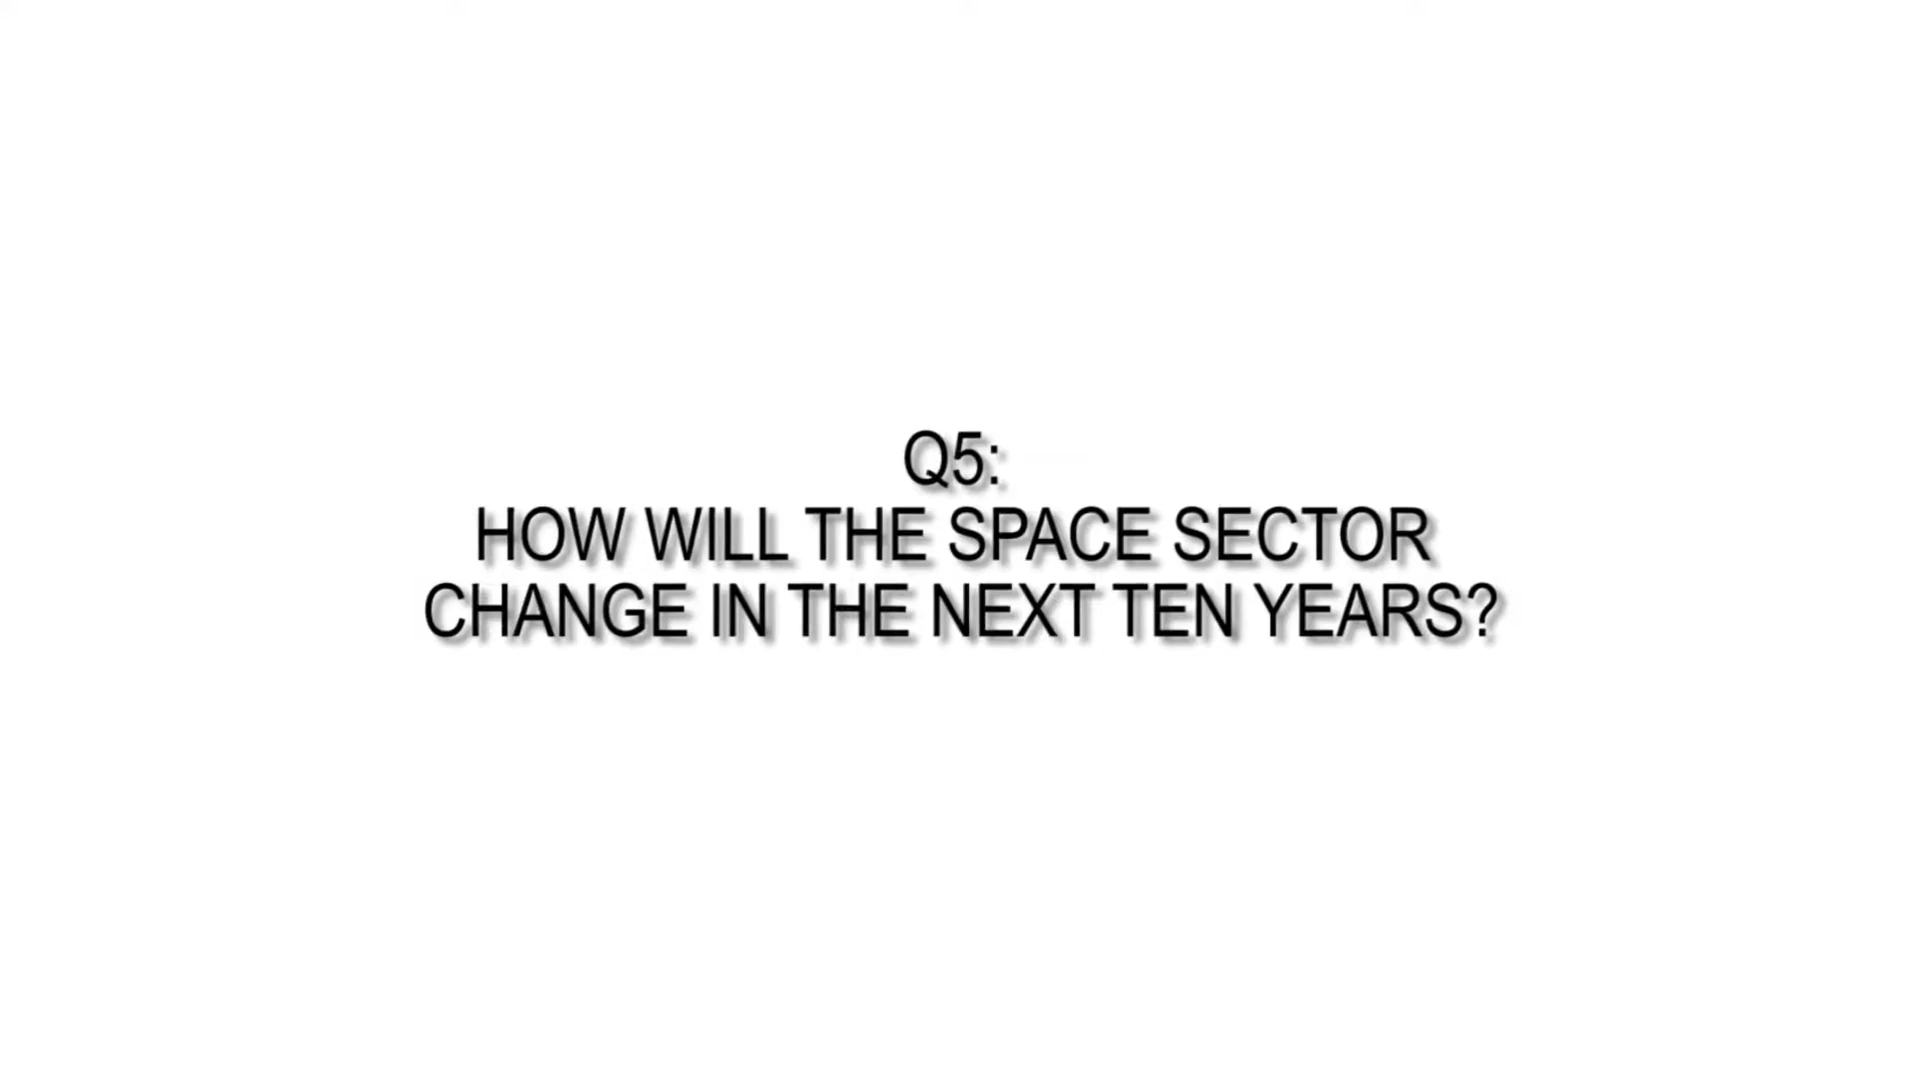 Q5:
HOW WILL THE SPACE SECTOR
CHANGE IN THE NEXT TEN YEARS?